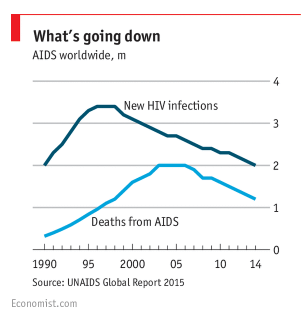 What's going down
AIDS worldwide, m
4
New HIV infections
3
2
Deaths from AIDS
1
0
1990 95 2000 05 10 14
Source: UNAIDS Global Report 2015
Economist.com